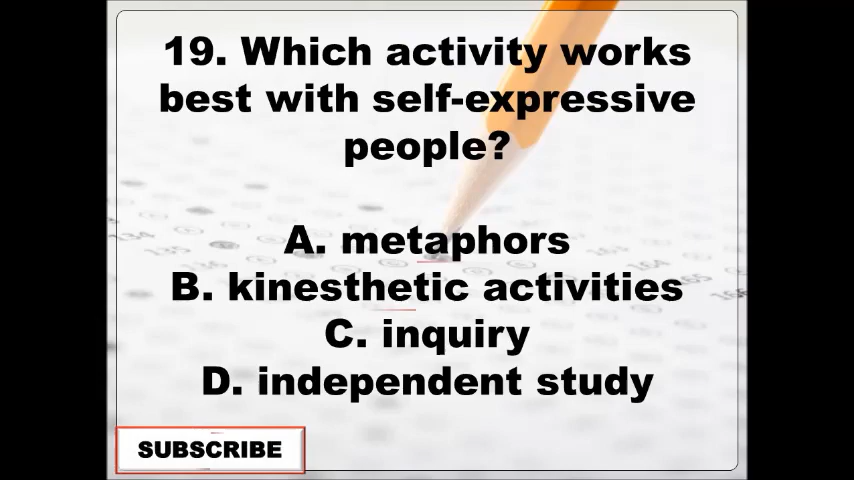 19. Which activity works
best with self-expressive
people?
A. metaphors
B. kinesthetic activities
C. inquiry
D. independent study
SUBSCRIBE